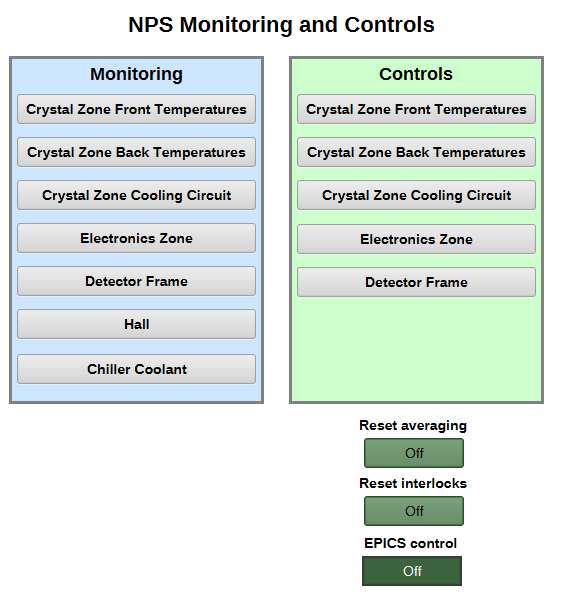 NPS Monitoring and Controls
Monitoring
Crystal Zone Front Temperatures
Crystal Zone Back Temperatures
Crystal Zone Cooling Circuit
Electronics Zone
Detector Frame
Hall
Chiller Coolant
Controls
Crystal Zone Front Temperatures
Crystal Zone Back Temperatures
Crystal Zone Cooling Circuit
Electronics Zone
Detector Frame
Reset averaging
Off
Reset interlocks
Off
EPICS control
Off